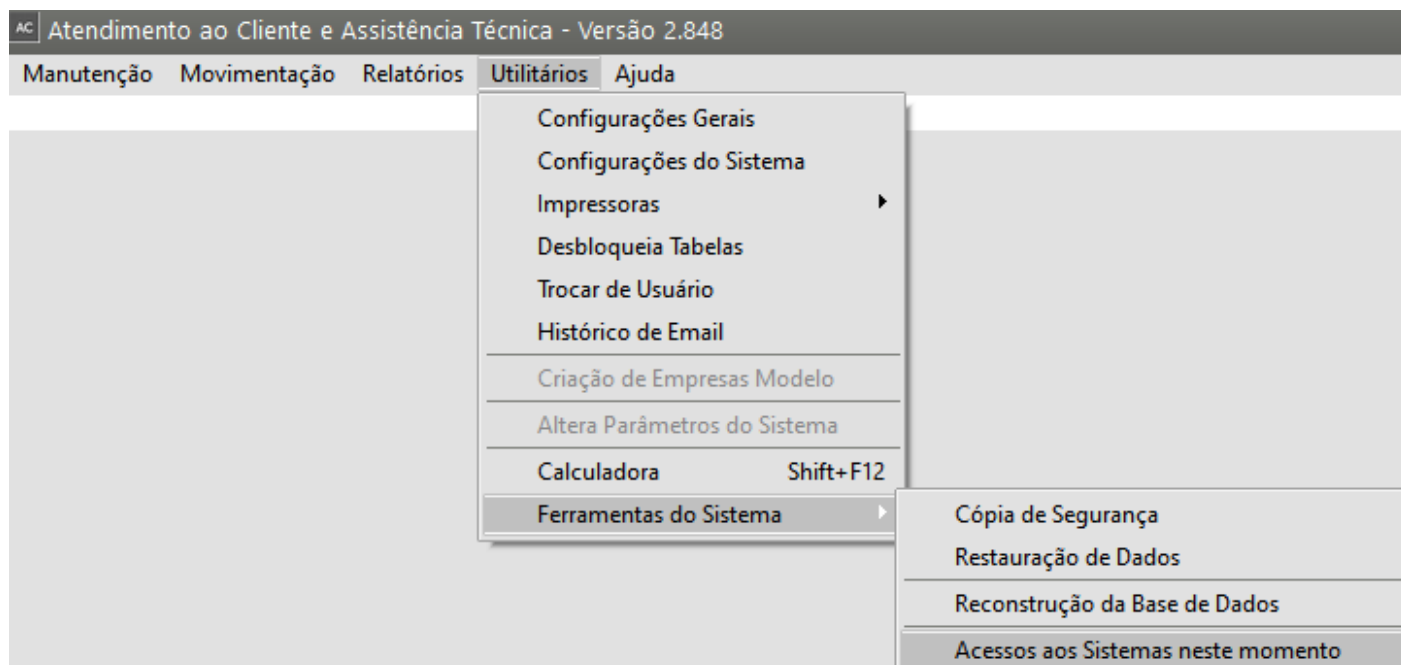 AC Atendimento ao Cliente e Assistência Técnica - Versão 2.848
Manutenção Movimentação Relatórios Utilitários Ajuda
Configurações Gerais
Configurações do Sistema
Impressoras
Desbloqueia Tabelas
Trocar de Usuário
Histórico de Email
Criação de Empresas Modelo
Altera Parâmetros do Sistema
Calculadora Shift+F12
Ferramentas do Sistema
Cópia de Segurança
Restauração de Dados
Reconstrução da Base de Dados
Acessos aos Sistemas neste momento